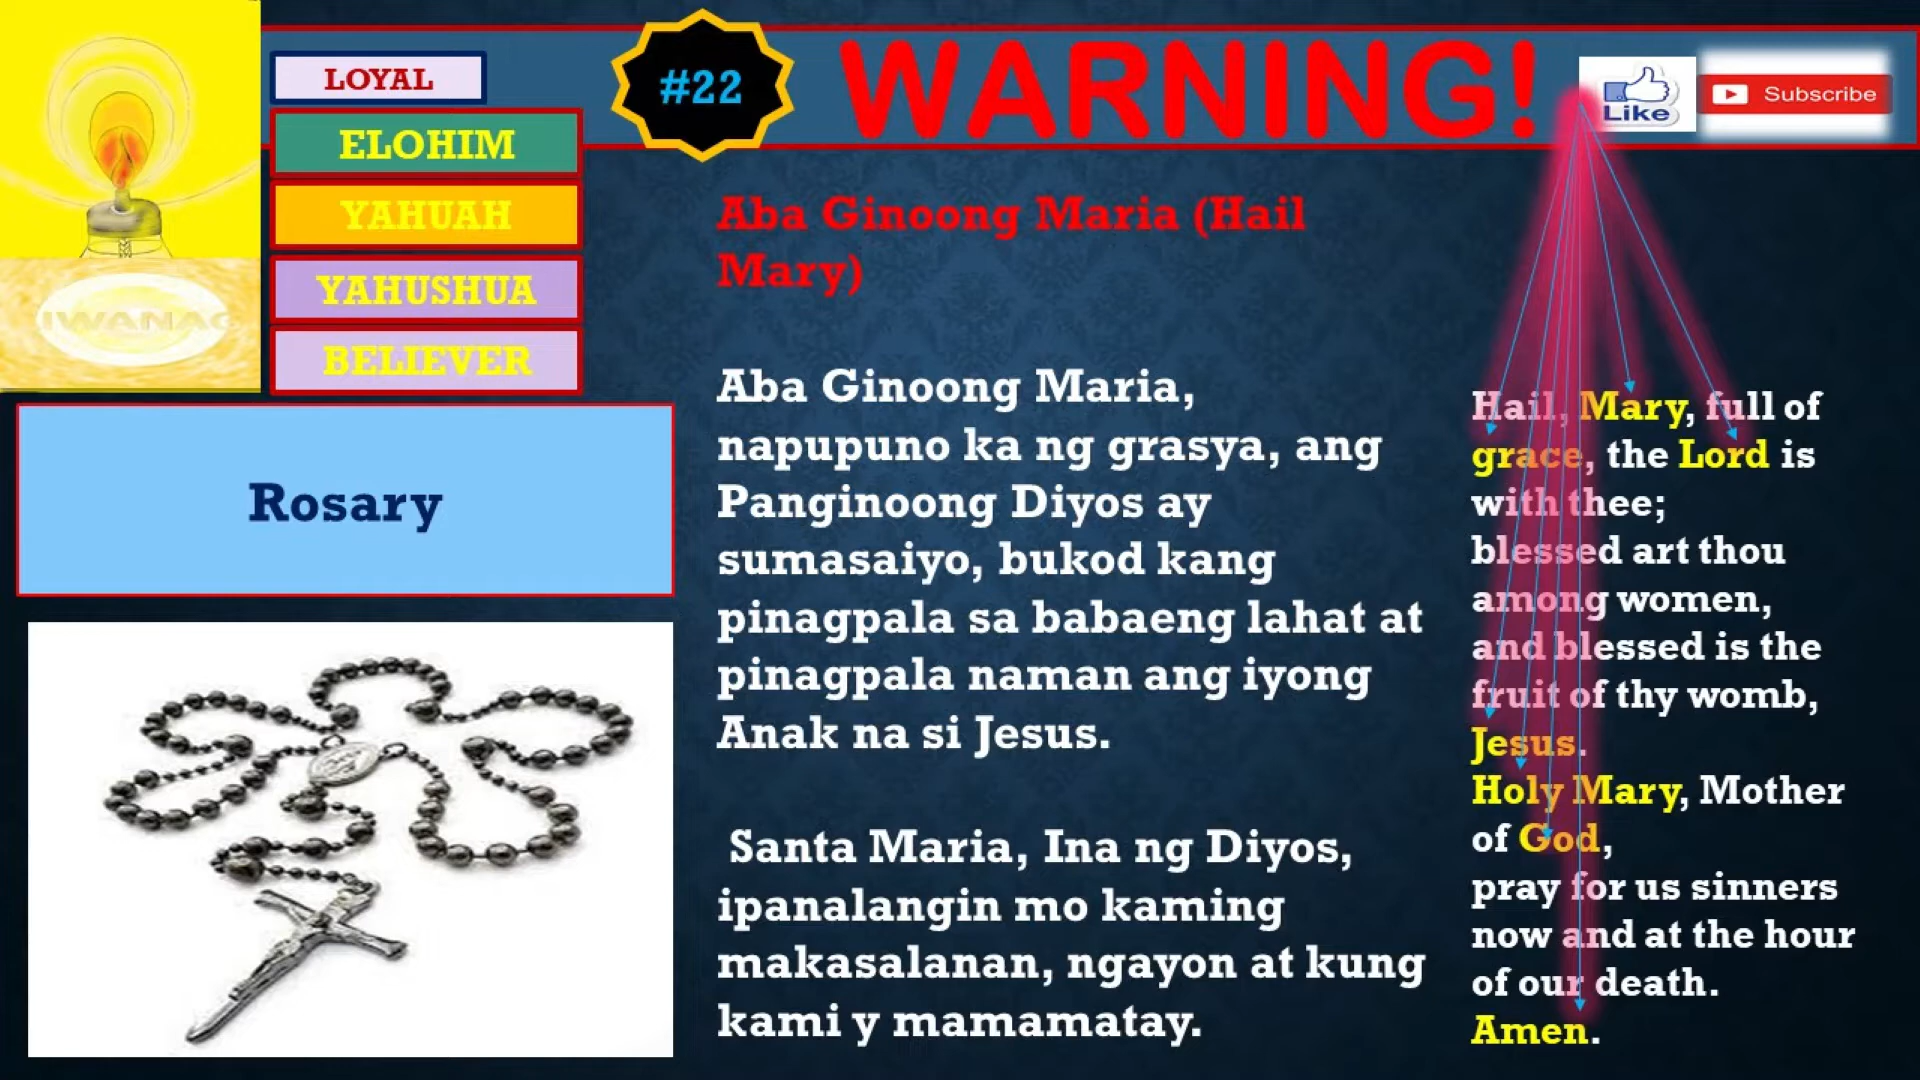 LOYAL
ELOHIM
YAHUAH
YAHUSHUA
BELIEVER
IWANAG
Rosary
#22
WARNING!
Like
Subscribe
Aba Ginoong Maria (Hail
Mary)
Aba Ginoong Maria,
napupuno ka ng grasya, ang
Panginoong Diyos ay
sumasaiyo, bukod kang
pinagpala sa babaeng lahat at
pinagpala naman ang iyong
Anak na si Jesus.
Santa Maria, Ina ng Diyos,
ipanalangin mo kaming
makasalanan, ngayon at kung
kami y mamamatay.
Hail, Mary, full of
grace, the Lord is
with thee;
blessed art thou
among women,
and blessed is the
fruit of thy womb,
Jesus.
Holy Mary, Mother
of God,
pray for us sinners
now and at the hour
of our death.
Amen.